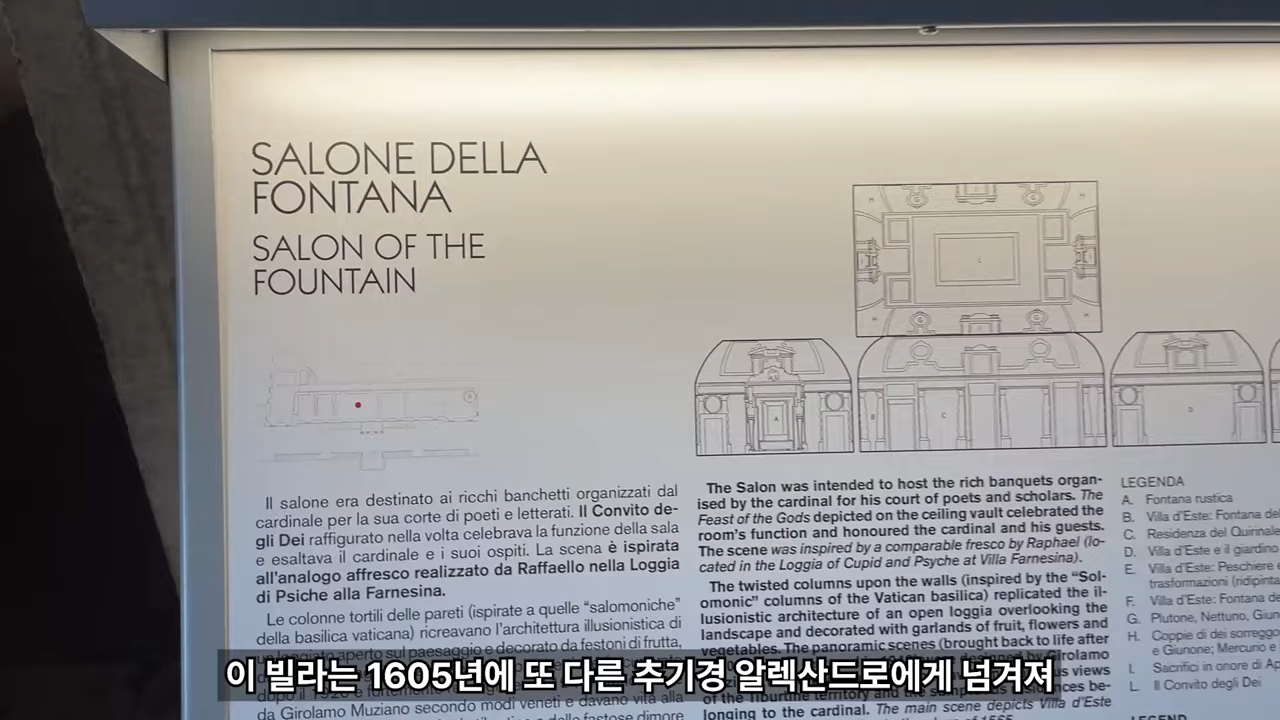 SALONE DELLA
FONTANA
SALON OF THE
FOUNTAIN
Il salone era destinato ai ricchi banchetti organizzati dal
cardinale per la sua corte di poeti e letterati. Il Convito de-
gli Dei raffigurato nella volta celebrava la funzione della sala
e esaltava il cardinale e i suoi ospiti. La scena è ispirata
all'analogo affresco realizzato da Raffaello nella Loggia
di Psiche alla Farnesina.
Le colonne tortili delle pareti (ispirate a quelle “salomoniche”
della basilica vaticana) ricreavano l'architettura illusionistica di
aperto sul paesaggio e decorato da festoni di frutta,
da Girolamo Muziano secondo modi veneti e davano vita alla
The Salon was intended to host the rich banquets organ-
ised by the cardinal for his court of poets and scholars. The
Feast of the Gods depicted on the ceiling vault celebrated the
room's function and honoured the cardinal and his guests.
The scene was inspired by a comparable fresco by Raphael (lo-
cated in the Loggia of Cupid and Psyche at Villa Farnesina).
The twisted columns upon the walls (inspired by the “Sol-
omonic” columns of the Vatican basilica) replicated the il-
lusionistic architecture of an open loggia overlooking the
landscape and decorated with garlands of fruit, flowers and
vegetables. The panoramic scenes (brought back to life after
Girolamo
views
of the Tiburtine territory and the
be-
longing to the cardinal. The main scene depicts Villa d'Este
LEGENDA
A. Fontana rustica
B. Villa d'Este: Fontana
C. Residenza del Quirinale
D. Villa d'Este e il giardino
E. Villa d'Este: Peschiere e
trasformazioni
F. Villa d'Este: Fontana
G. Plutone, Nettuno,
H. Coppie di dei
e Giunone; Mercurio e
I. Sacrifici in onore di
L. Il Convito degli Dei
LEGEND
이 빌라는 1605년에 또 다른 추기경 알렉산드로에게 넘겨져